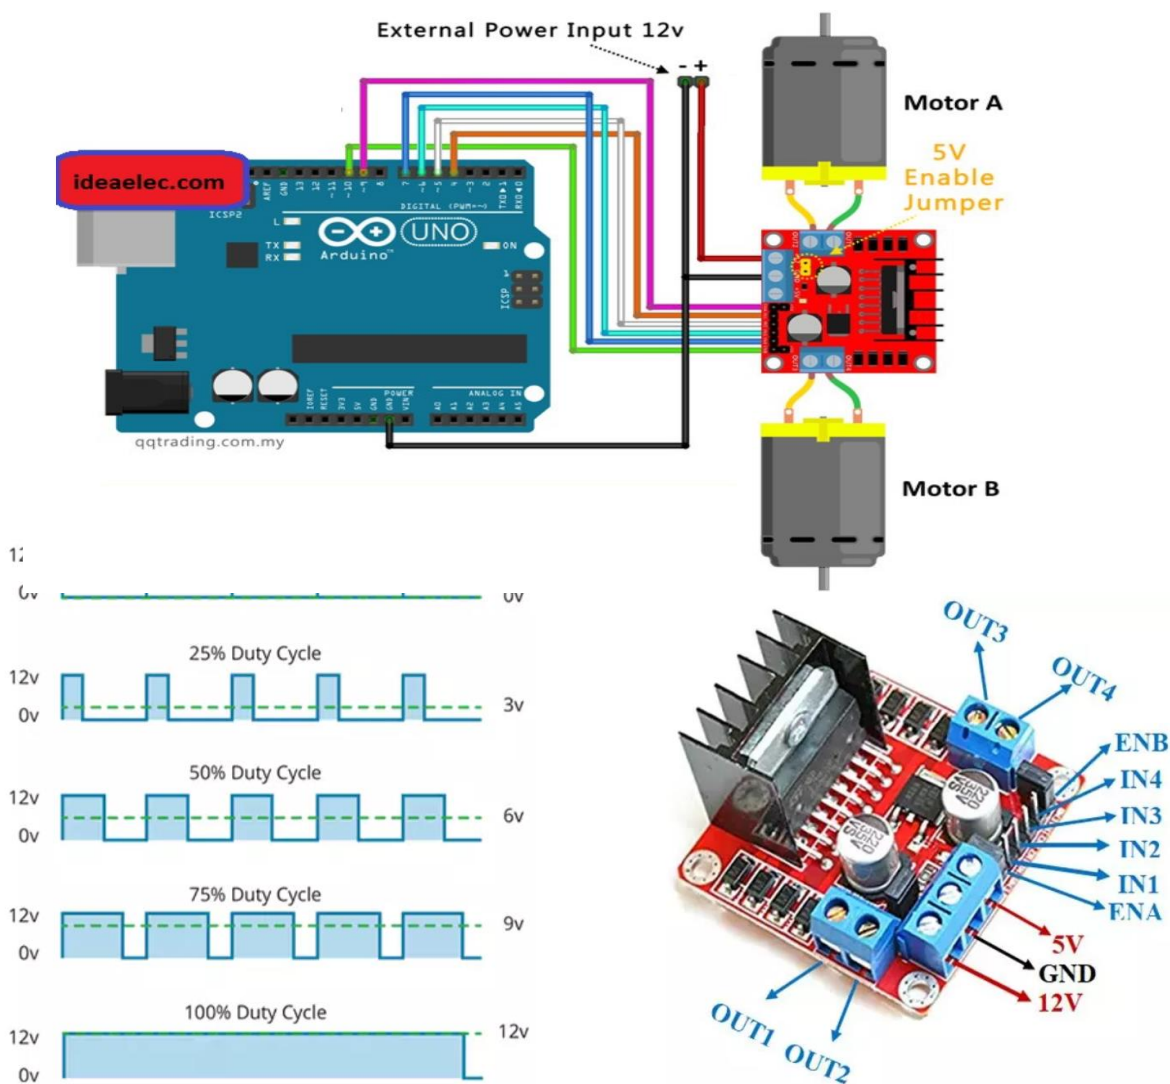 External Power Input 12v
- +
Motor A
5V
Enable
Jumper
ideaelec.com
ICSP2
AREF
GND
13
12
~11
~10
~9
8
7
~6
~5
4
~3
2
TX0▶1
RX0◀0
L
DIGITAL (PWM=~)
TX
RX
UNO
ON
Arduino™
ICSP
1
POWER
ANALOG IN
IOREF
RESET
3V3
5V
GND
GND
VIN
A0
A1
A2
A3
A4
A5
qqtrading.com.my
OUT2
OUT3
OUT4
Motor B
0v
0v
25% Duty Cycle
12v
0v
3v
50% Duty Cycle
12v
0v
6v
75% Duty Cycle
12v
0v
9v
100% Duty Cycle
12v
0v
12v
OUT3
OUT4
ENB
IN4
IN3
IN2
IN1
ENA
5V
GND
12V
OUT1
OUT2